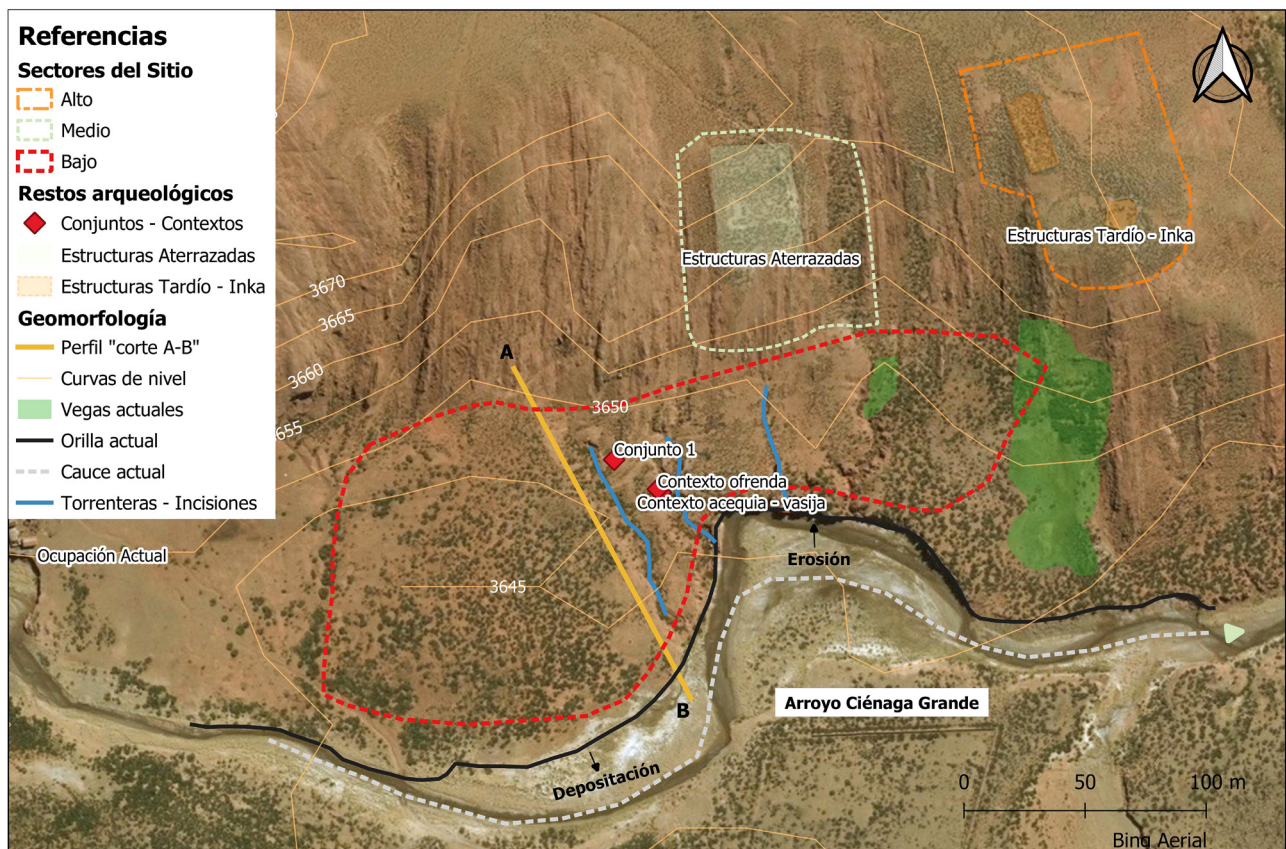 Referencias
Sectores del Sitio
Alto
Medio
Bajo
Restos arqueológicos
Conjuntos - Contextos
Estructuras Aterrazadas
Estructuras Tardío - Inka
Geomorfología
Perfil "corte A-B"
Curvas de nivel
Vegas actuales
Orilla actual
Cauce actual
Torrenteras - Incisiones
Estructuras Tardío - Inka
Estructuras Aterrazadas
3670
3665
3660
3655
A
3650
Conjunto 1
Contexto ofrenda
Contexto acequia - vasija
Ocupación Actual
Erosión
3645
B
Arroyo Ciénaga Grande
Depositación
0 50 100 m
Bing Aerial